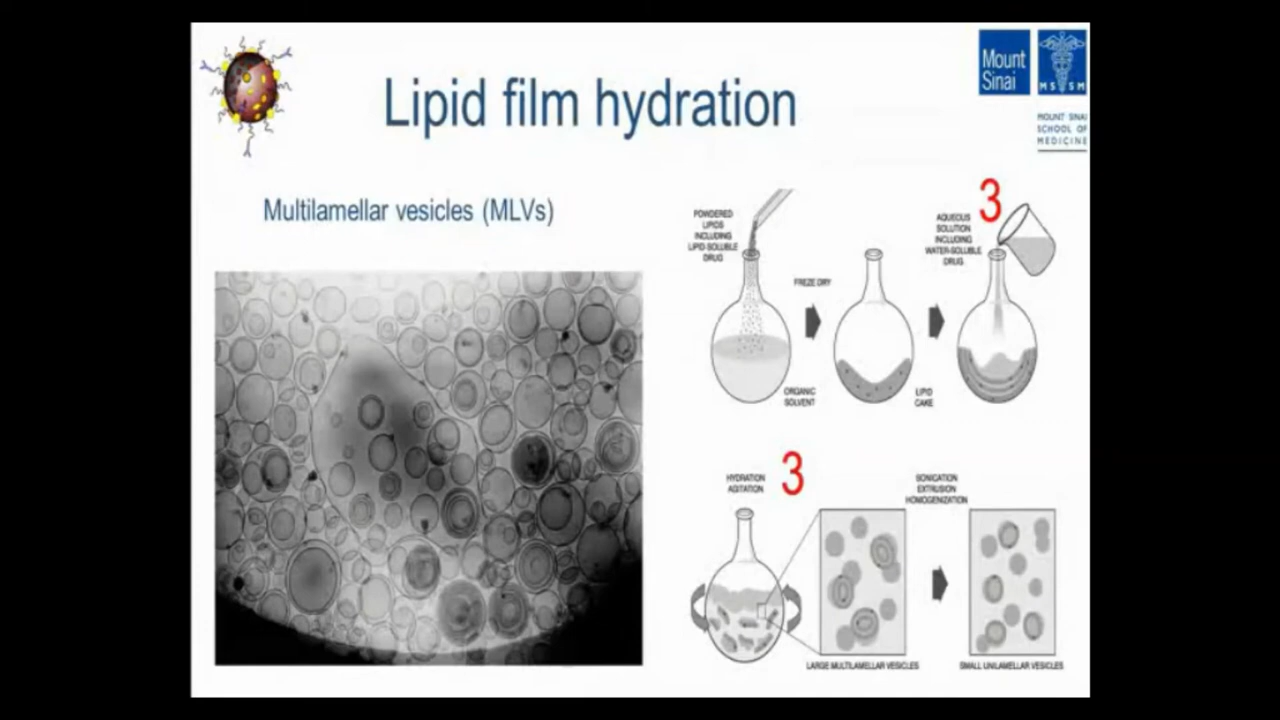 Lipid film hydration
Mount
Sinai
M S S M
MOUNT SINAI
SCHOOL OF
MEDICINE
Multilamellar vesicles (MLVs)
POWDERED
LIPIDS
INCLUDING
LIPID-SOLUBLE
DRUG
FREZE DRY
ORGANIC
SOLVENT
LIPID
CAKE
AQUEOUS
SOLUTION
INCLUDING
WATER-SOLUBLE
DRUG
3
HYDRATION
AGITATION
3
SONICATION
EXTRUSION
HOMOGENIZATION
LARGE MULTILAMELLAR VESICLES
SMALL UNILAMELLAR VESICLES